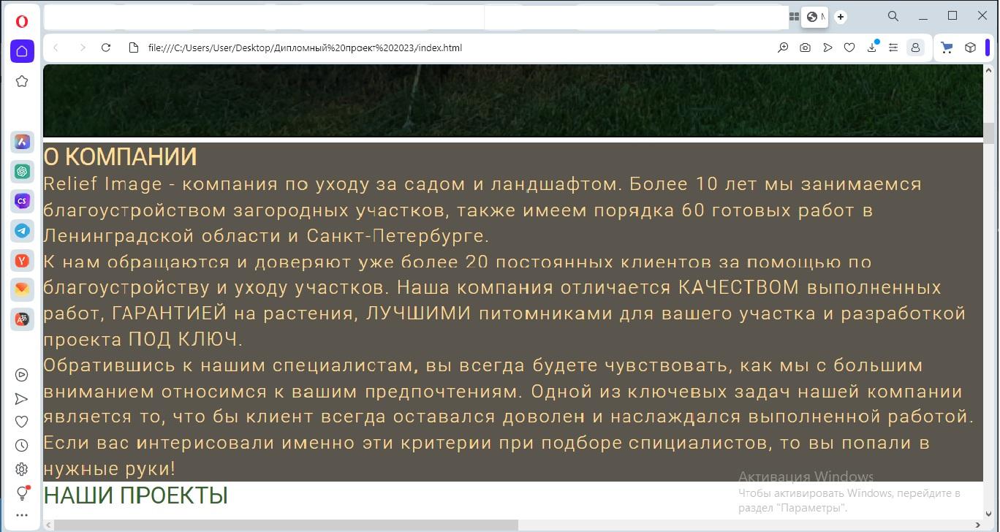 file:///C:/Users/User/Desktop/Дипломный%20проект%202023/index.html
О КОМПАНИИ
Relief Image - компания по уходу за садом и ландшафтом. Более 10 лет мы занимаемся
благоустройством загородных участков, также имеем порядка 60 готовых работ в
Ленинградской области и Санкт-Петербурге.
К нам обращаются и доверяют уже более 20 постоянных клиентов за помощью по
благоустройству и уходу участков. Наша компания отличается КАЧЕСТВОМ выполненных
работ, ГАРАНТИЕЙ на растения, ЛУЧШИМИ питомниками для вашего участка и разработкой
проекта ПОД КЛЮЧ.
Обратившись к нашим специалистам, вы всегда будете чувствовать, как мы с большим
вниманием относимся к вашим предпочтениям. Одной из ключевых задач нашей компании
является то, что бы клиент всегда оставался доволен и наслаждался выполненной работой.
Если вас интерисовали именно эти критерии при подборе спициалистов, то вы попали в
нужные руки!
НАШИ ПРОЕКТЫ
Активация Windows
Чтобы активировать Windows, перейдите в
раздел "Параметры".